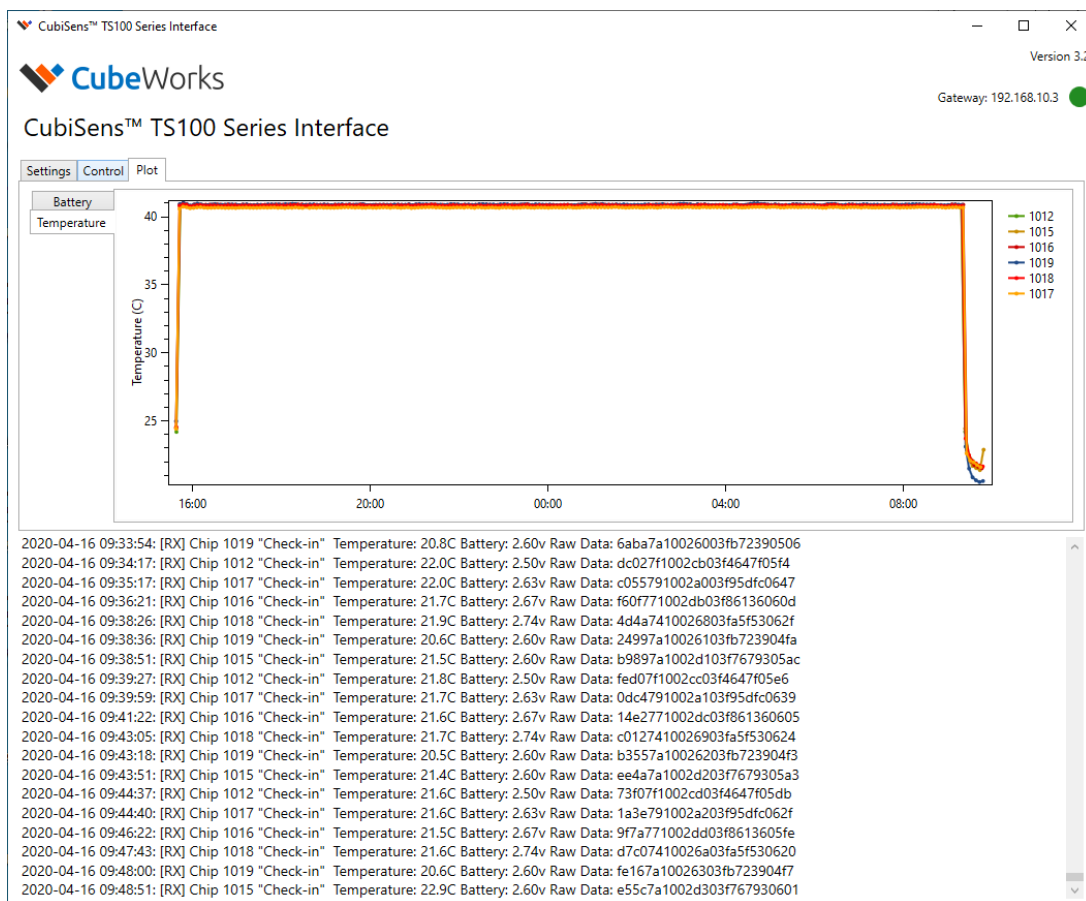 CubiSens™ TS100 Series Interface
Version 3.2
CubeWorks
Gateway: 192.168.10.3
CubiSens™ TS100 Series Interface
Settings Control Plot
Battery
Temperature
Temperature (C)
40
35
30
25
16:00 20:00 00:00 04:00 08:00
1012
1015
1016
1019
1018
1017
2020-04-16 09:33:54: [RX] Chip 1019 "Check-in" Temperature: 20.8C Battery: 2.60v Raw Data: 6aba7a10026003fb72390506
2020-04-16 09:34:17: [RX] Chip 1012 "Check-in" Temperature: 22.0C Battery: 2.50v Raw Data: dc027f1002cb03f4647f05f4
2020-04-16 09:35:17: [RX] Chip 1017 "Check-in" Temperature: 22.0C Battery: 2.63v Raw Data: c055791002a003f95dfc0647
2020-04-16 09:36:21: [RX] Chip 1016 "Check-in" Temperature: 21.7C Battery: 2.67v Raw Data: f60f771002db03f86136060d
2020-04-16 09:38:26: [RX] Chip 1018 "Check-in" Temperature: 21.9C Battery: 2.74v Raw Data: 4d4a7410026803fa5f53062f
2020-04-16 09:38:36: [RX] Chip 1019 "Check-in" Temperature: 20.6C Battery: 2.60v Raw Data: 24997a10026103fb723904fa
2020-04-16 09:38:51: [RX] Chip 1015 "Check-in" Temperature: 21.5C Battery: 2.60v Raw Data: b9897a1002d103f7679305ac
2020-04-16 09:39:27: [RX] Chip 1012 "Check-in" Temperature: 21.8C Battery: 2.50v Raw Data: fed07f1002cc03f4647f05e6
2020-04-16 09:39:59: [RX] Chip 1017 "Check-in" Temperature: 21.7C Battery: 2.63v Raw Data: 0dc4791002a103f95dfc0639
2020-04-16 09:41:22: [RX] Chip 1016 "Check-in" Temperature: 21.6C Battery: 2.67v Raw Data: 14e2771002dc03f861360605
2020-04-16 09:43:05: [RX] Chip 1018 "Check-in" Temperature: 21.7C Battery: 2.74v Raw Data: c0127410026903fa5f530624
2020-04-16 09:43:18: [RX] Chip 1019 "Check-in" Temperature: 20.5C Battery: 2.60v Raw Data: b3557a10026203fb723904f3
2020-04-16 09:43:51: [RX] Chip 1015 "Check-in" Temperature: 21.4C Battery: 2.60v Raw Data: ee4a7a1002d203f7679305a3
2020-04-16 09:44:37: [RX] Chip 1012 "Check-in" Temperature: 21.6C Battery: 2.50v Raw Data: 73f07f1002cd03f4647f05db
2020-04-16 09:44:40: [RX] Chip 1017 "Check-in" Temperature: 21.6C Battery: 2.63v Raw Data: 1a3e791002a203f95dfc062f
2020-04-16 09:46:22: [RX] Chip 1016 "Check-in" Temperature: 21.5C Battery: 2.67v Raw Data: 9f7a771002dd03f8613605fe
2020-04-16 09:47:43: [RX] Chip 1018 "Check-in" Temperature: 21.6C Battery: 2.74v Raw Data: d7c07410026a03fa5f530620
2020-04-16 09:48:00: [RX] Chip 1019 "Check-in" Temperature: 20.6C Battery: 2.60v Raw Data: fe167a10026303fb723904f7
2020-04-16 09:48:51: [RX] Chip 1015 "Check-in" Temperature: 22.9C Battery: 2.60v Raw Data: e55c7a1002d303f767930601